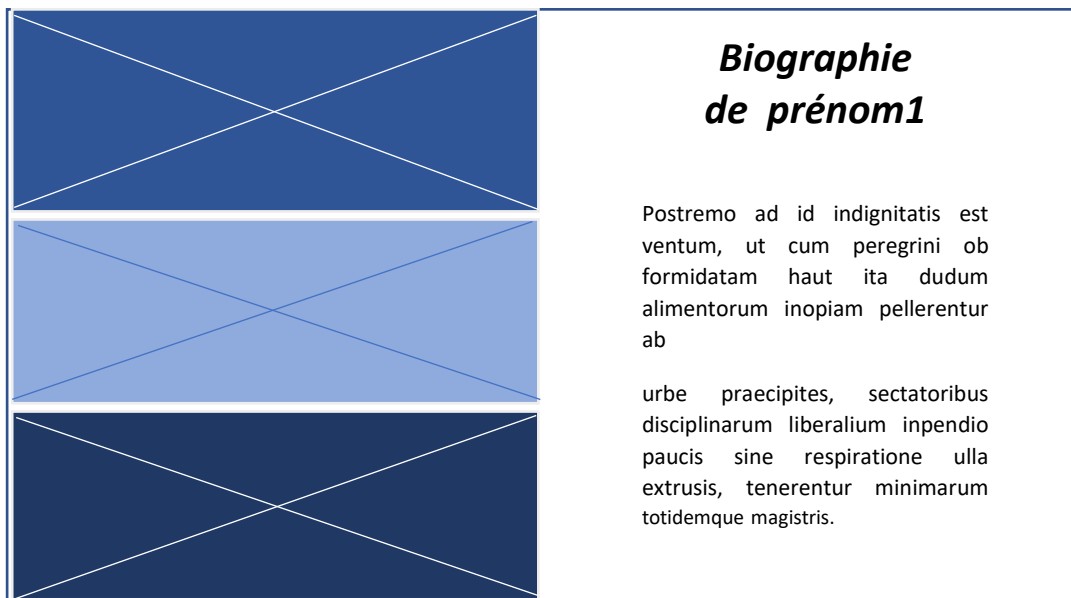 Biographie
de prénom1
Postremo ad id indignitatis est
ventum, ut cum peregrini ob
formidatam haut ita dudum
alimentorum inopiam pellerentur
ab
urbe praecipites, sectatoribus
disciplinarum liberalium inpendio
paucis sine respiratione ulla
extrusis, tenerentur minimarum
totidemque magistris.